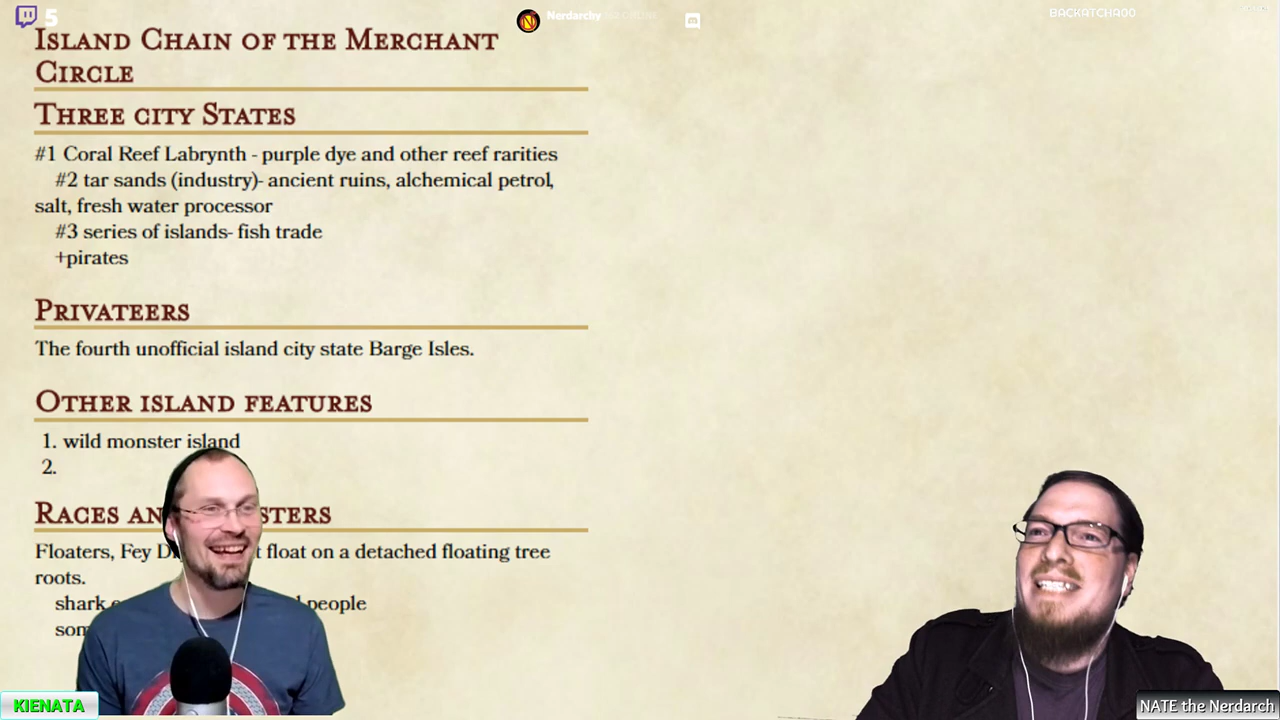 5
Nerdarchy
BACKATCHA00
Island Chain of the Merchant
Circle
Three city States
#1 Coral Reef Labrynth - purple dye and other reef rarities
#2 tar sands (industry)- ancient ruins, alchemical petrol,
salt, fresh water processor
#3 series of islands- fish trade
+pirates
Privateers
The fourth unofficial island city state Barge Isles.
Other island features
1. wild monster island
2.
Races
Floaters, Fey float on a detached floating tree
roots.
shark people
KIENATA
NATE the Nerdarch